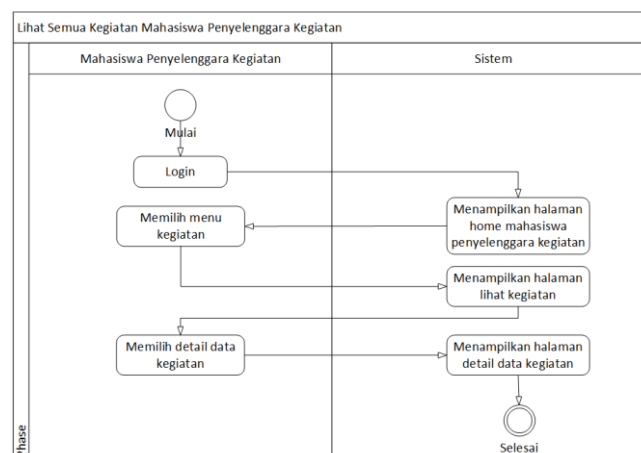 Lihat Semua Kegiatan Mahasiswa Penyelenggara Kegiatan
Mahasiswa Penyelenggara Kegiatan
Sistem
Mulai
Login
Menampilkan halaman
home mahasiswa
penyelenggara kegiatan
Memilih menu
kegiatan
Menampilkan halaman
lihat kegiatan
Memilih detail data
kegiatan
Menampilkan halaman
detail data kegiatan
Selesai
Phase